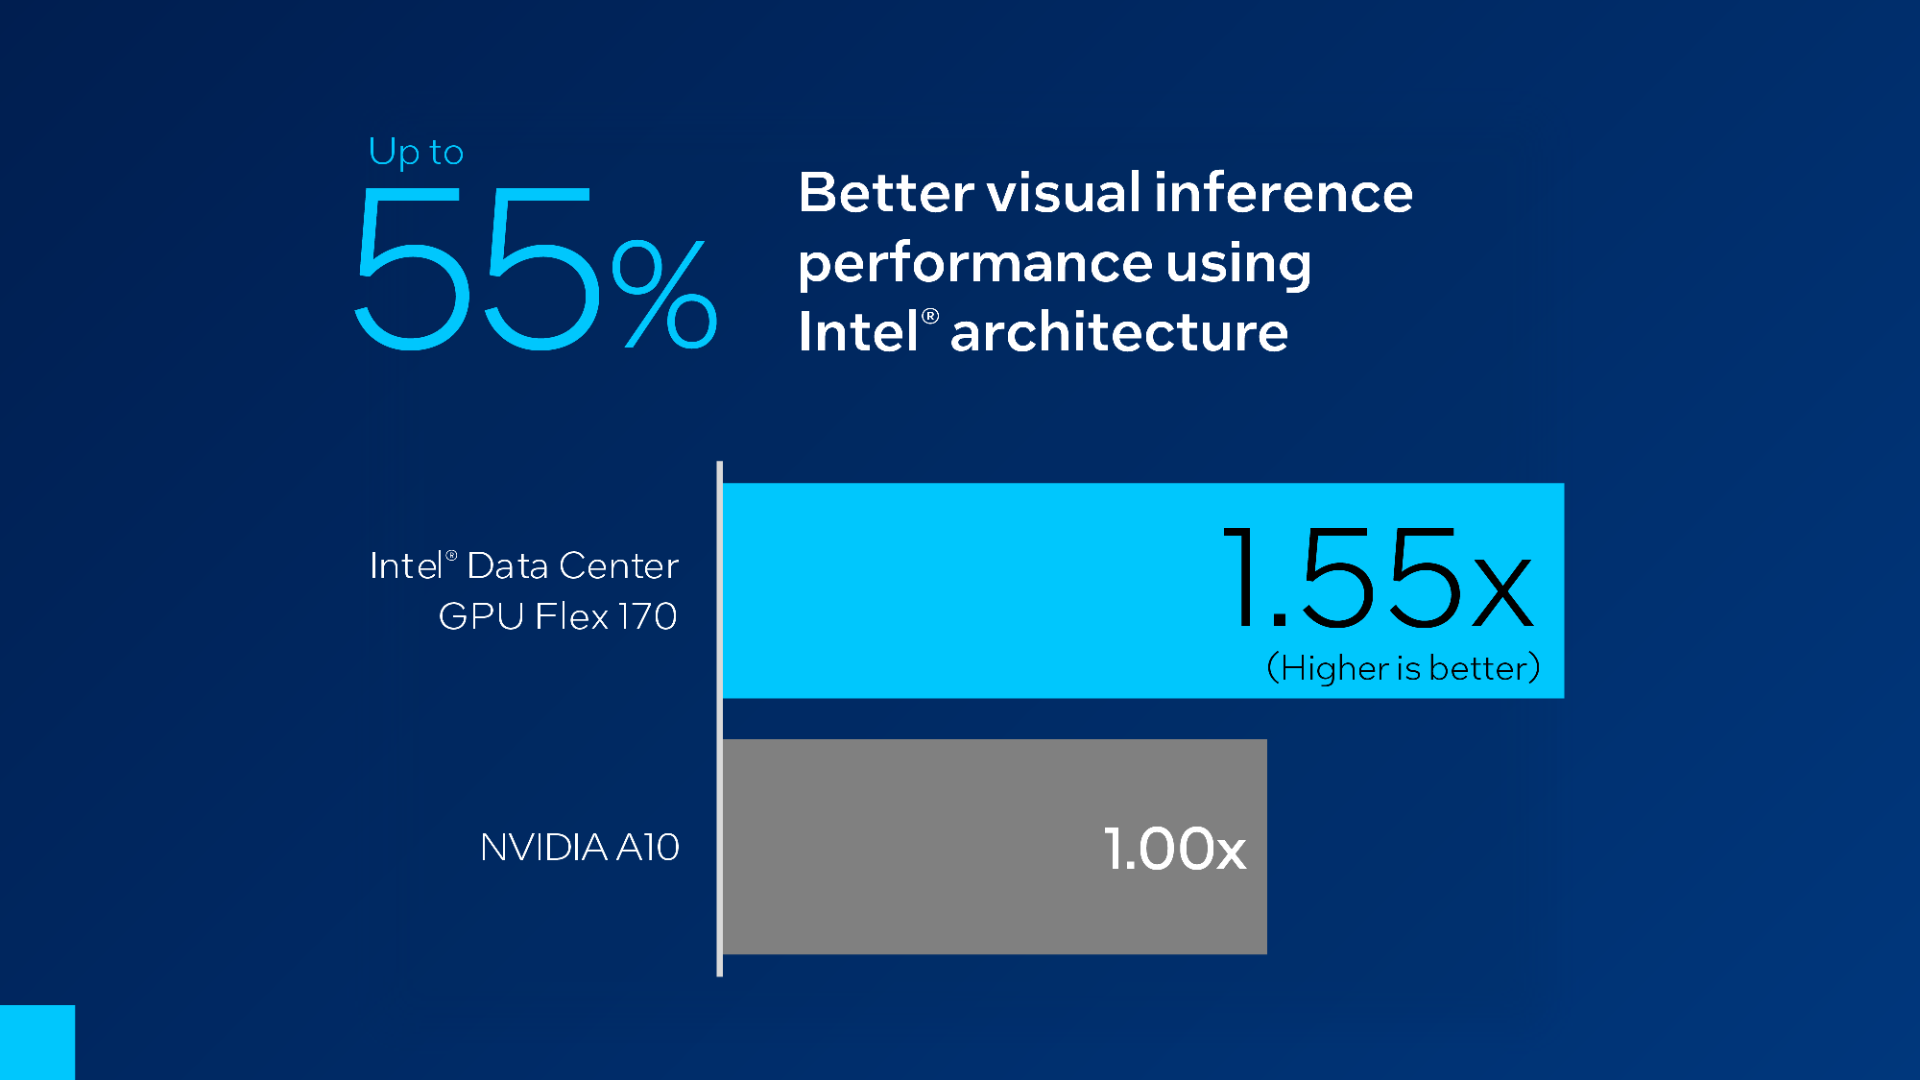 Up to
55%
Better visual inference
performance using
Intel® architecture
Intel® Data Center
GPU Flex 170
1.55x
(Higher is better)
NVIDIA A10
1.00x